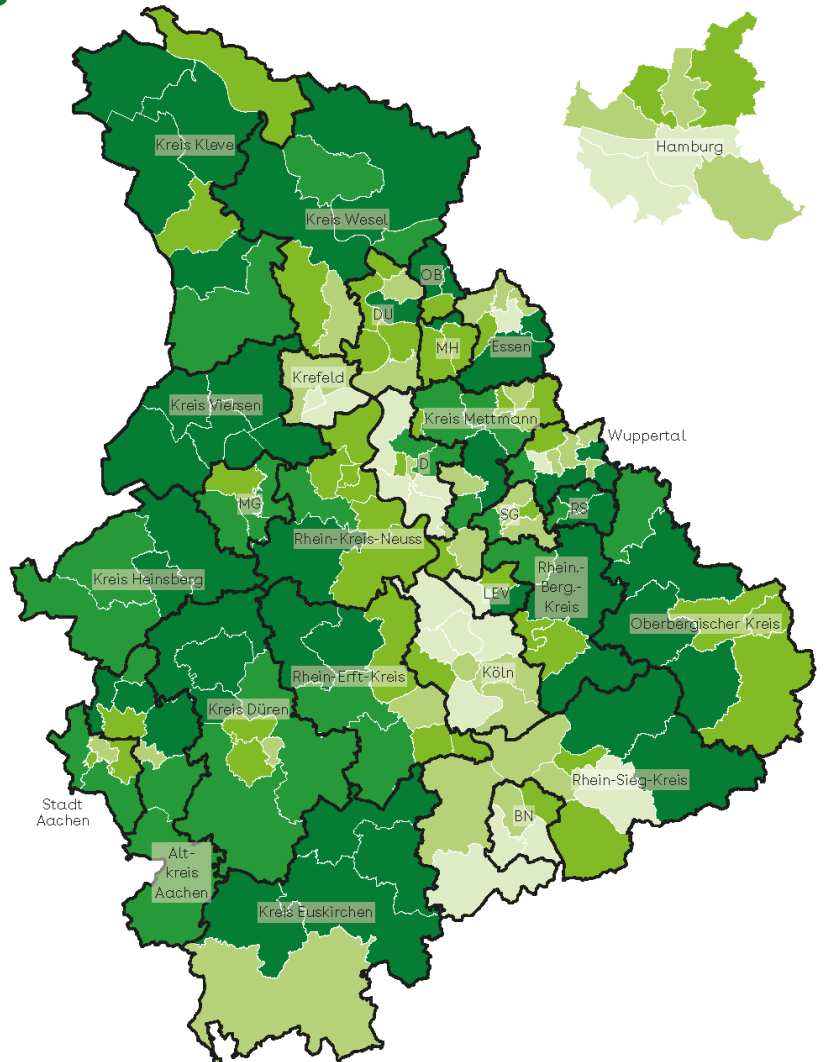 Hamburg
Kreis Kleve
Kreis Wesel
OB
DU
MH
Essen
Krefeld
Kreis Viersen
Kreis Mettmann
Wuppertal
D
MG
SG
RS
Rhein-Kreis-Neuss
Kreis Heinsberg
Rhein.-
Berg.-
Kreis
LEV
Oberbergischer Kreis
Köln
Rhein-Erft-Kreis
Kreis Düren
Rhein-Sieg-Kreis
Stadt
Aachen
BN
Alt-
kreis
Aachen
Kreis Euskirchen